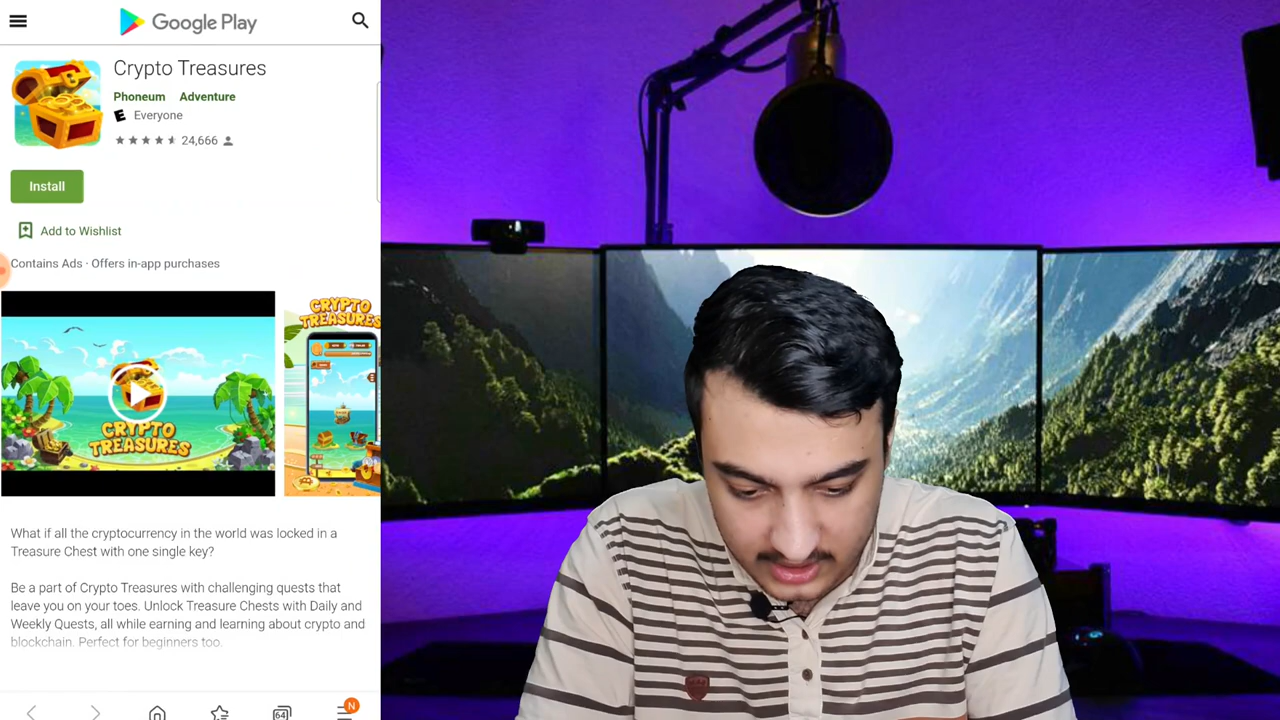 Google Play
Crypto Treasures
Phoneum Adventure
Everyone
24,666
Install
Add to Wishlist
Contains Ads · Offers in-app purchases
CRYPTO
TREASURES
CRYPTO
TREASURES
What if all the cryptocurrency in the world was locked in a
Treasure Chest with one single key?
Be a part of Crypto Treasures with challenging quests that
leave you on your toes. Unlock Treasure Chests with Daily and
Weekly Quests, all while earning and learning about crypto and
blockchain. Perfect for beginners too.
64
N